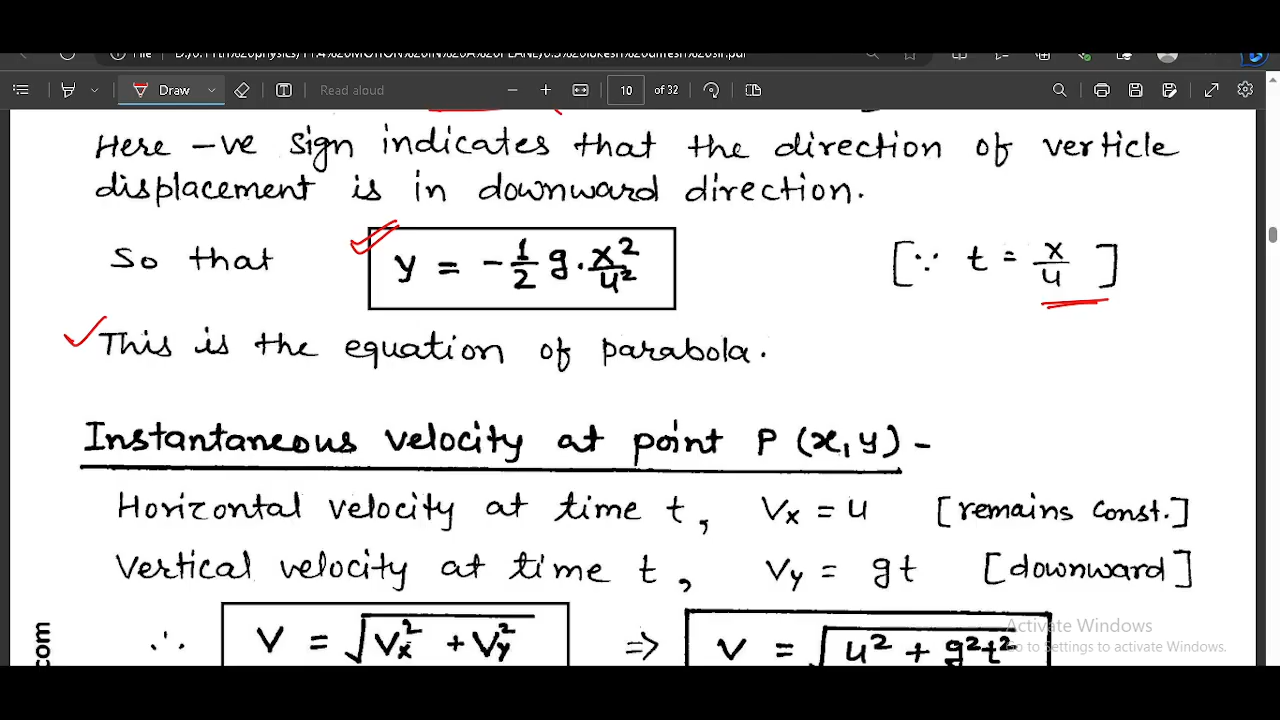 Draw
Read aloud
10 of 32
Here -ve sign indicates that the direction of verticle
displacement is in downward direction.
So that y = -1/2 g. x²/u² [∵ t = x/u ]
This is the equation of parabola.
Instantaneous velocity at point P (x,y) -
Horizontal velocity at time t, Vx = u [remains const.]
Vertical velocity at time t, Vy = gt [downward]
∴ V = √Vx² + Vy² => V = √u² + g²t²
Activate Windows
Go to Settings to activate Windows.
com